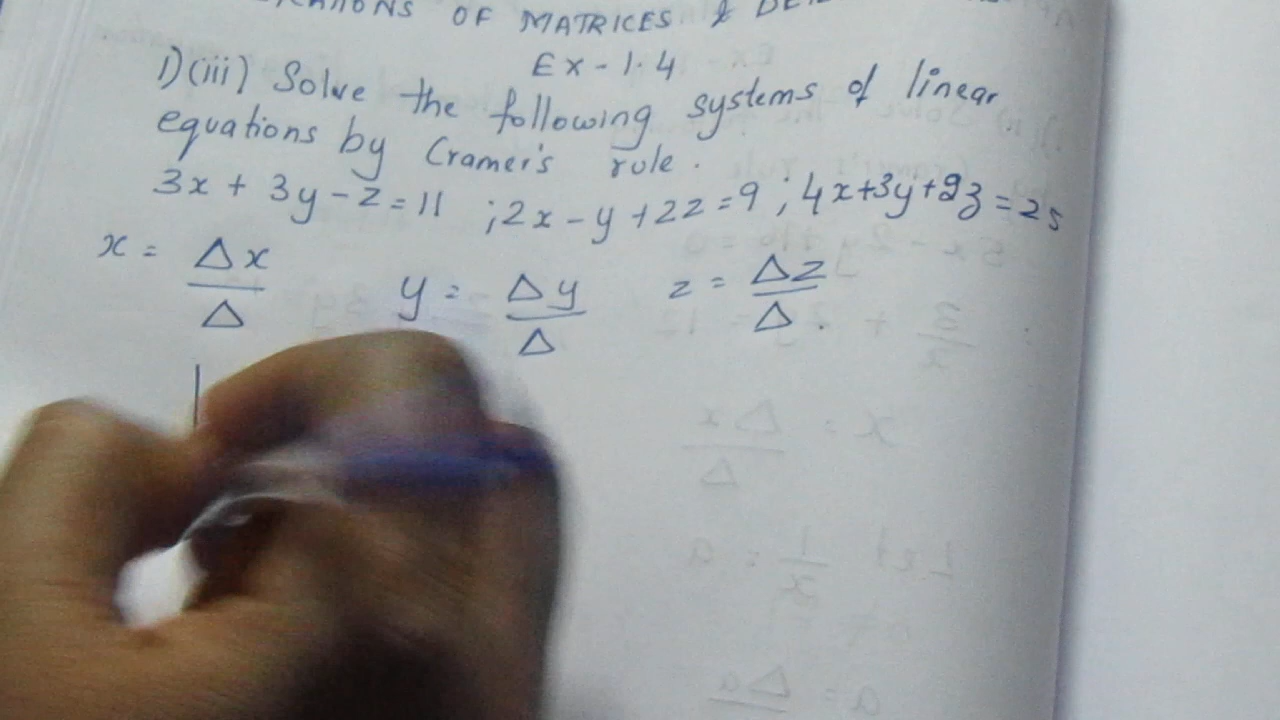 OF MATRICES &
Ex - 1.4
1)(iii) Solve the following systems of linear
equations by Cramer's rule.
3x + 3y - z = 11 ; 2x - y + 2z = 9 ; 4x+3y+2z = 25
x = Δx/Δ y = Δy/Δ z = Δz/Δ.